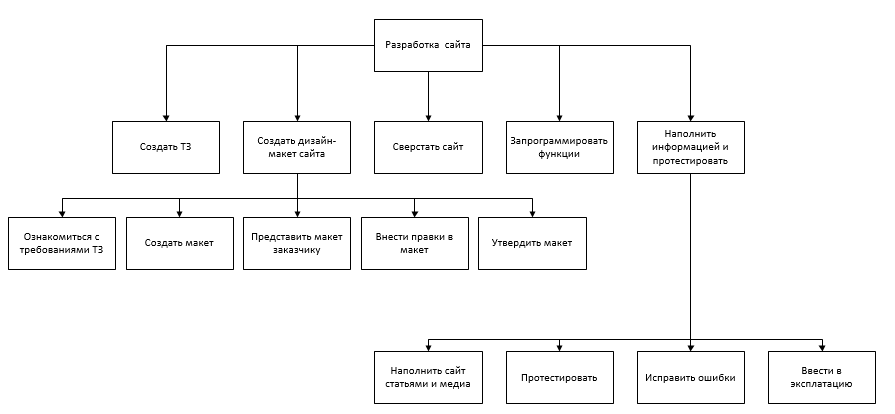 Разработка сайта
Создать ТЗ
Создать дизайн-
макет сайта
Сверстать сайт
Запрограммировать
функции
Наполнить
информацией и
протестировать
Ознакомиться с
требованиями ТЗ
Создать макет
Представить макет
заказчику
Внести правки в
макет
Утвердить макет
Наполнить сайт
статьями и медиа
Протестировать
Исправить ошибки
Ввести в
эксплатацию